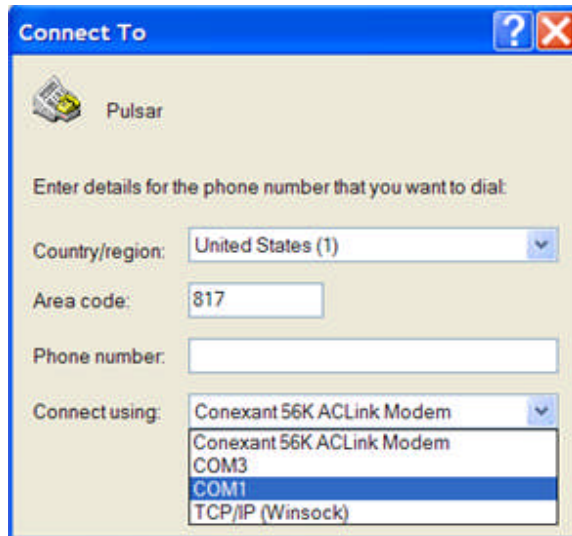 Connect To
?
Pulsar
Enter details for the phone number that you want to dial:
Country/region: United States (1)
Area code: 817
Phone number:
Connect using: Conexant 56K ACLink Modem
Conexant 56K ACLink Modem
COM3
COM1
TCP/IP (Winsock)